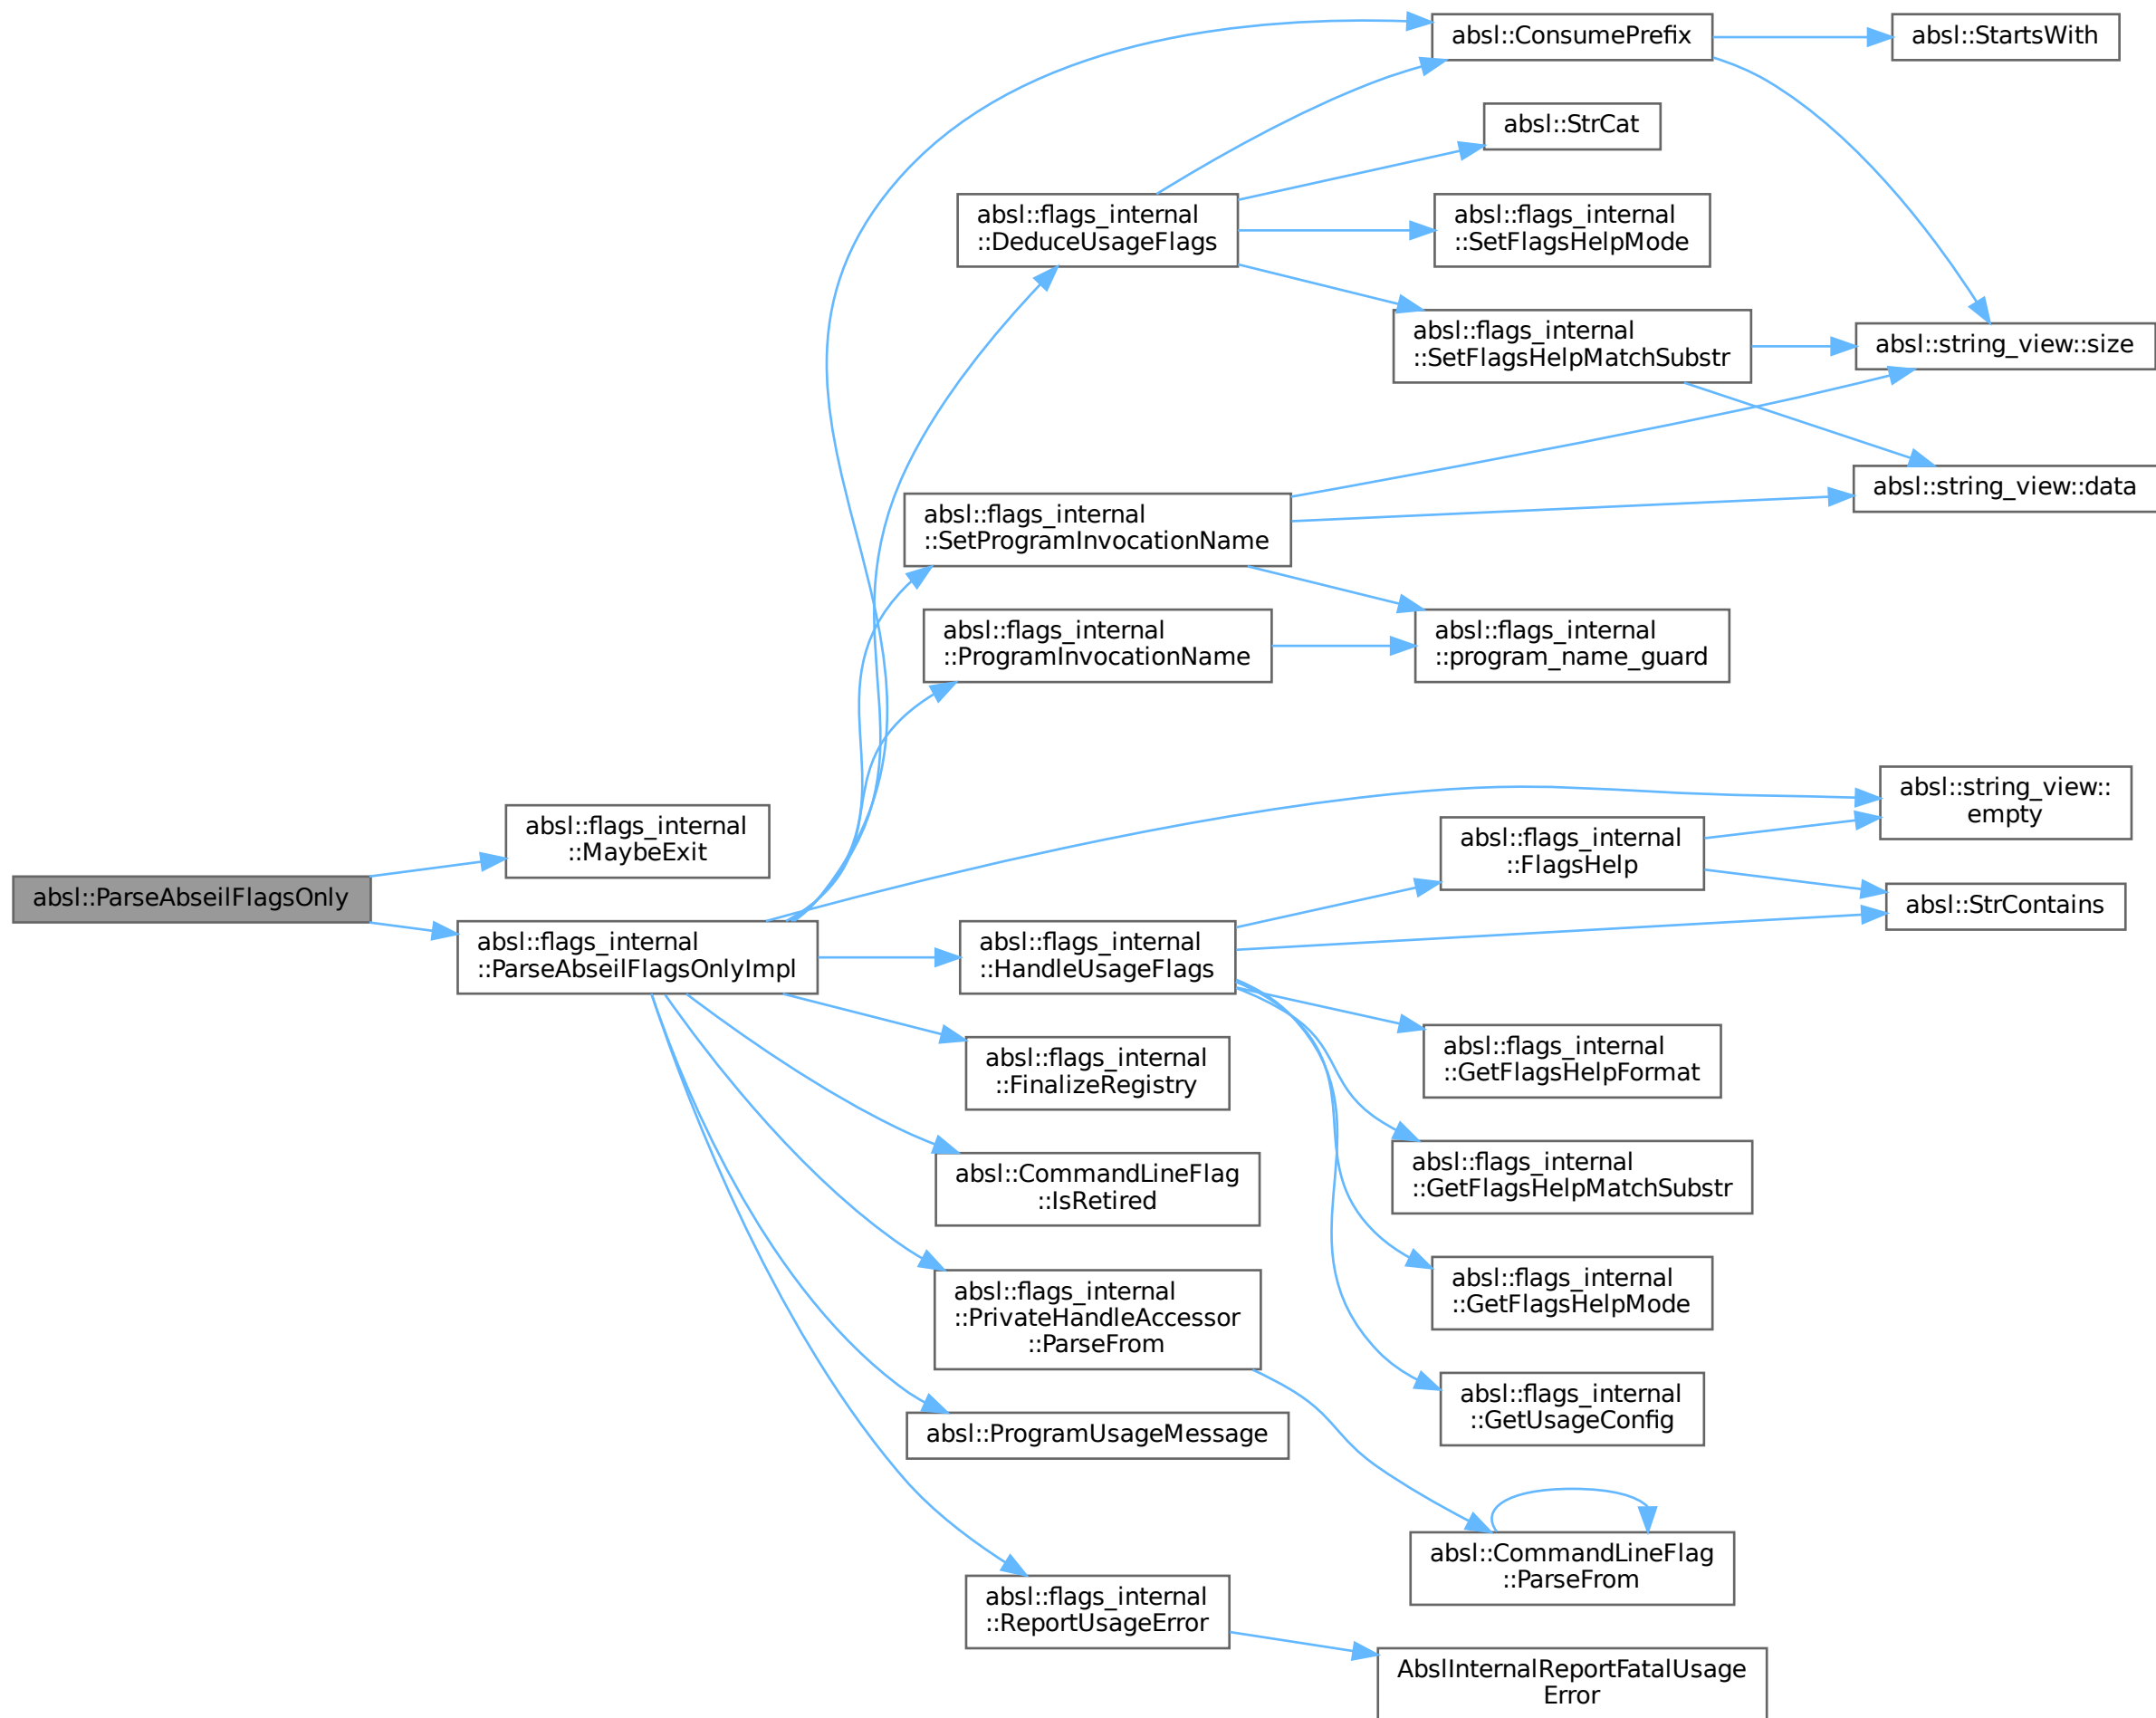 absl::ParseAbseilFlagsOnly
absl::flags_internal
::MaybeExit
absl::flags_internal
::ParseAbseilFlagsOnlyImpl
absl::ConsumePrefix
absl::StartsWith
absl::string_view::size
absl::flags_internal
::DeduceUsageFlags
absl::StrCat
absl::flags_internal
::SetFlagsHelpMode
absl::flags_internal
::SetFlagsHelpMatchSubstr
absl::string_view::data
absl::flags_internal
::SetProgramInvocationName
absl::flags_internal
::ProgramInvocationName
absl::flags_internal
::program_name_guard
absl::string_view::
empty
absl::flags_internal
::HandleUsageFlags
absl::flags_internal
::FlagsHelp
absl::StrContains
absl::flags_internal
::GetFlagsHelpFormat
absl::flags_internal
::GetFlagsHelpMatchSubstr
absl::flags_internal
::GetFlagsHelpMode
absl::flags_internal
::GetUsageConfig
absl::flags_internal
::FinalizeRegistry
absl::CommandLineFlag
::IsRetired
absl::flags_internal
::PrivateHandleAccessor
::ParseFrom
absl::CommandLineFlag
::ParseFrom
absl::ProgramUsageMessage
absl::flags_internal
::ReportUsageError
AbslInternalReportFatalUsage
Error